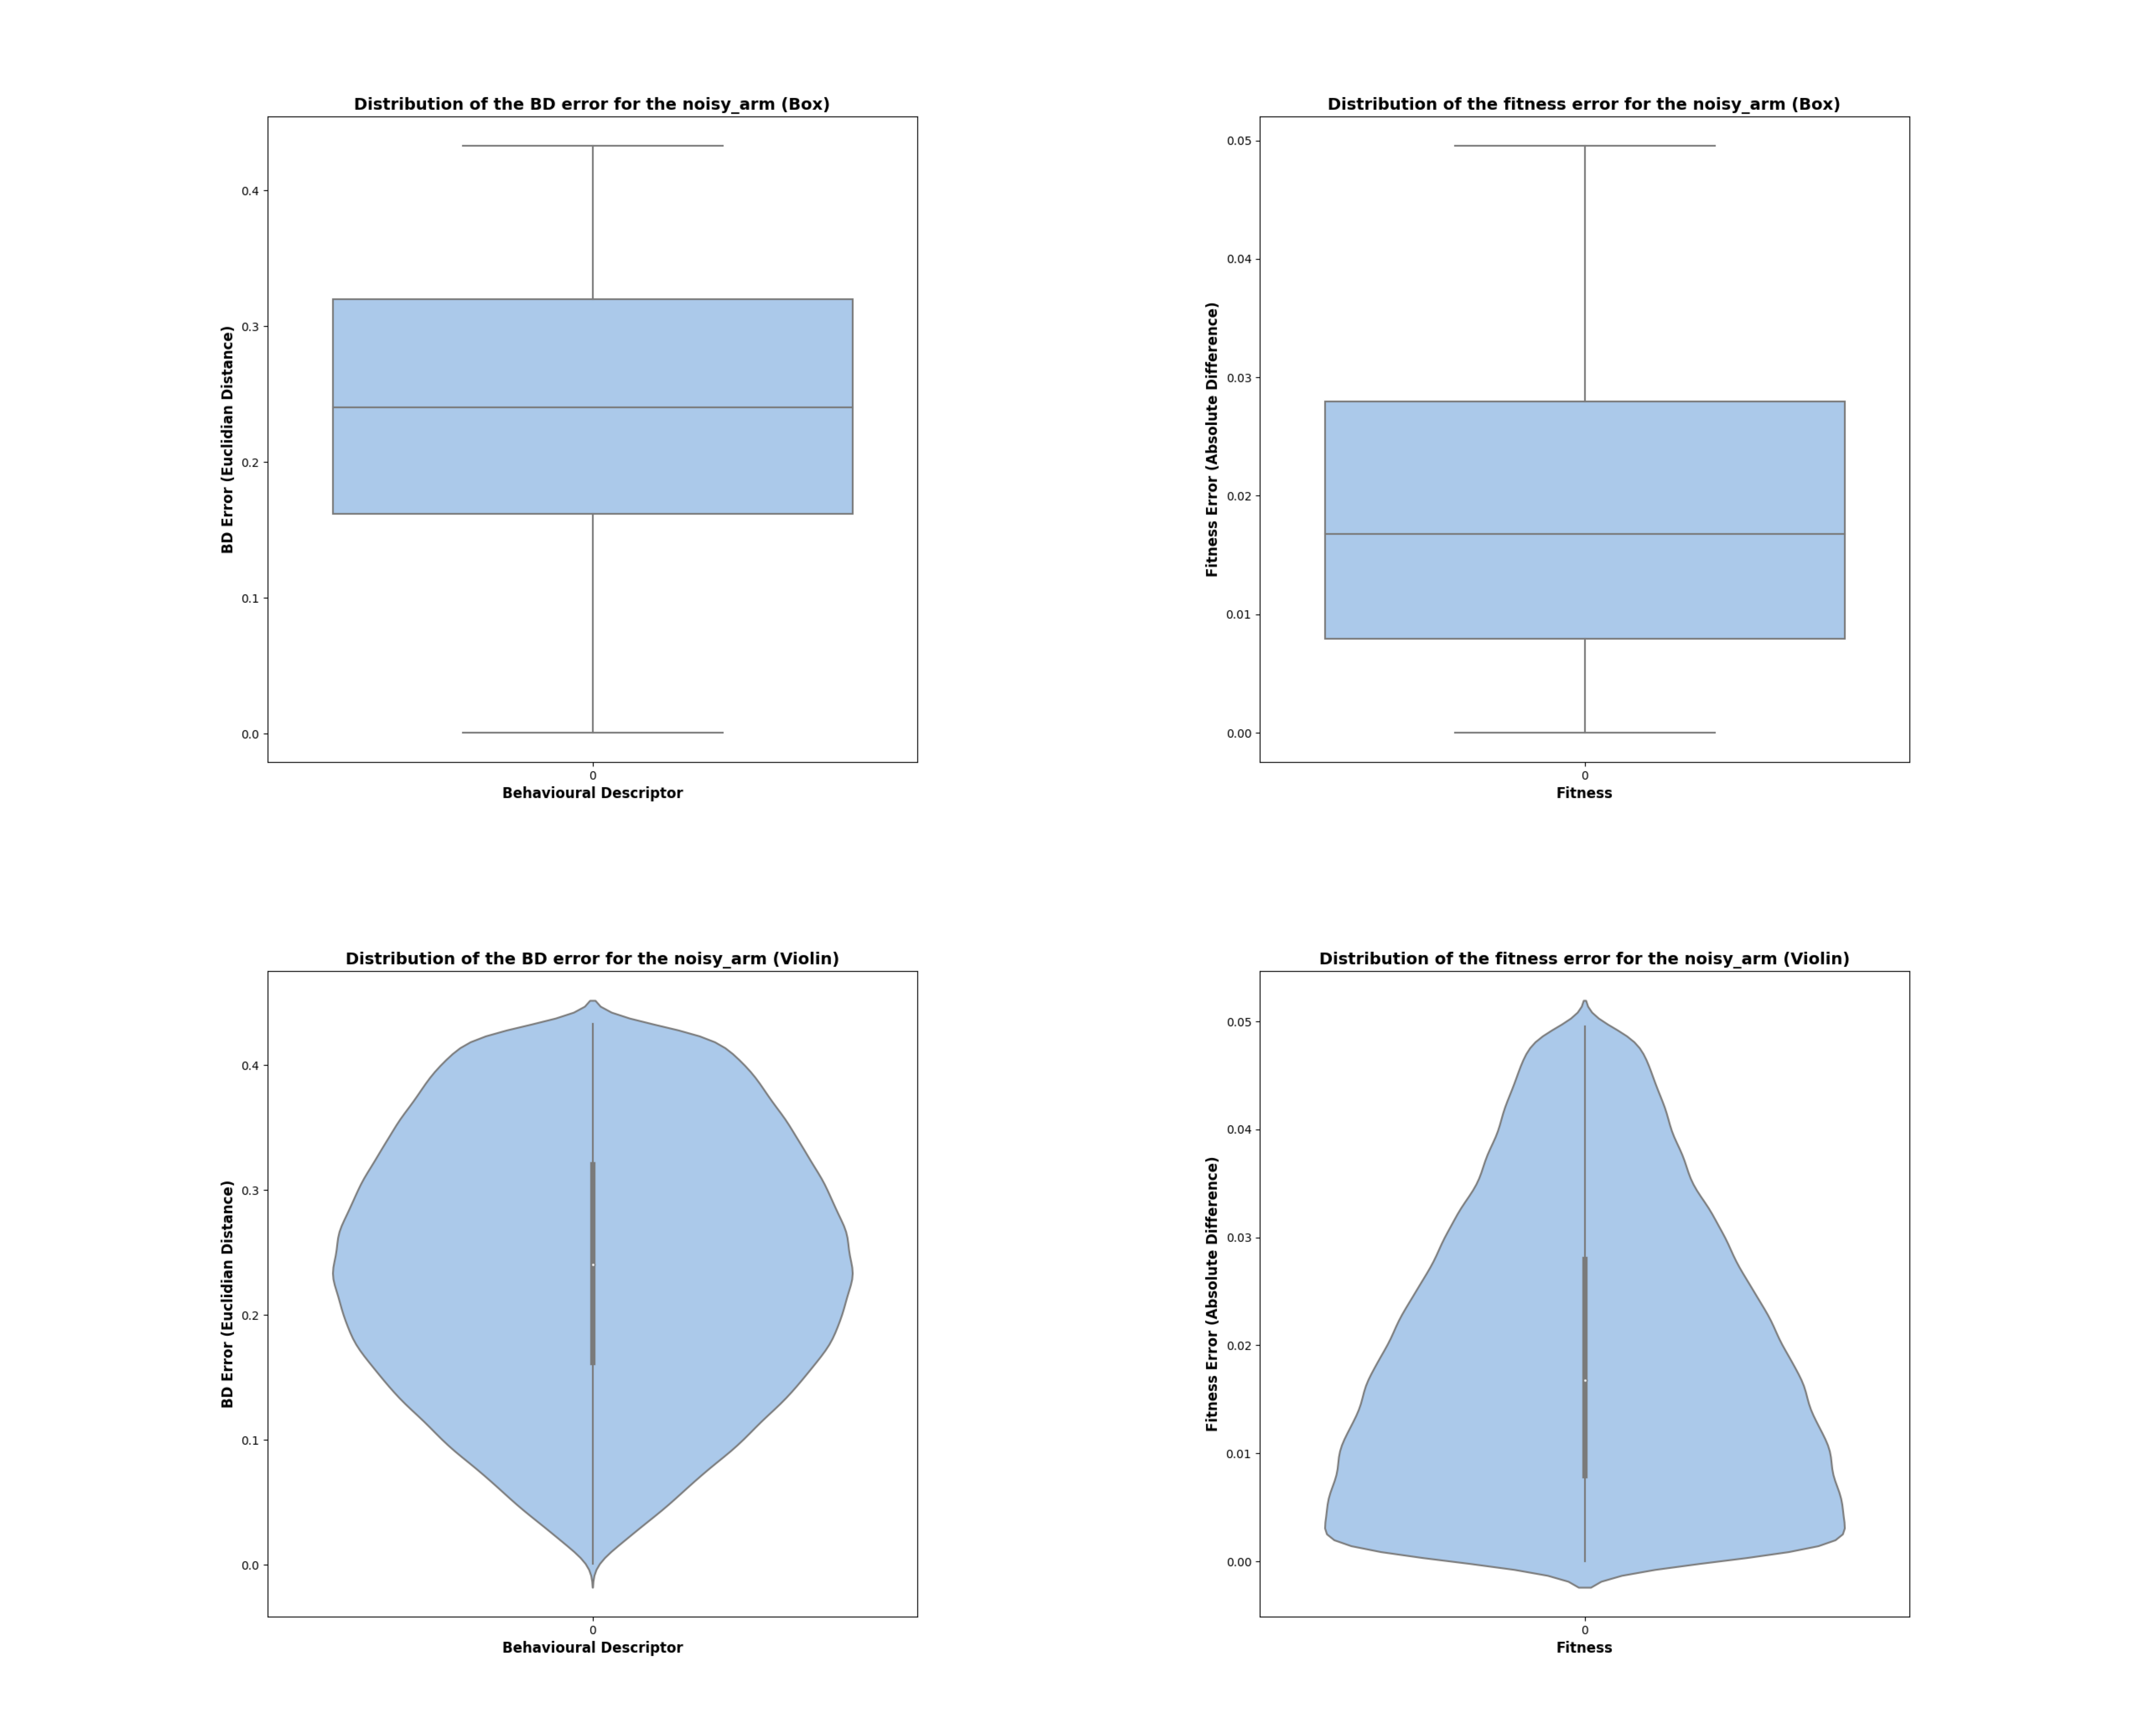 Distribution of the BD error for the noisy_arm (Box)
BD Error (Euclidian Distance)
0.4
0.3
0.2
0.1
0.0
0
Behavioural Descriptor
Distribution of the fitness error for the noisy_arm (Box)
Fitness Error (Absolute Difference)
0.05
0.04
0.03
0.02
0.01
0.00
0
Fitness
Distribution of the BD error for the noisy_arm (Violin)
BD Error (Euclidian Distance)
0.4
0.3
0.2
0.1
0.0
0
Behavioural Descriptor
Distribution of the fitness error for the noisy_arm (Violin)
Fitness Error (Absolute Difference)
0.05
0.04
0.03
0.02
0.01
0.00
0
Fitness